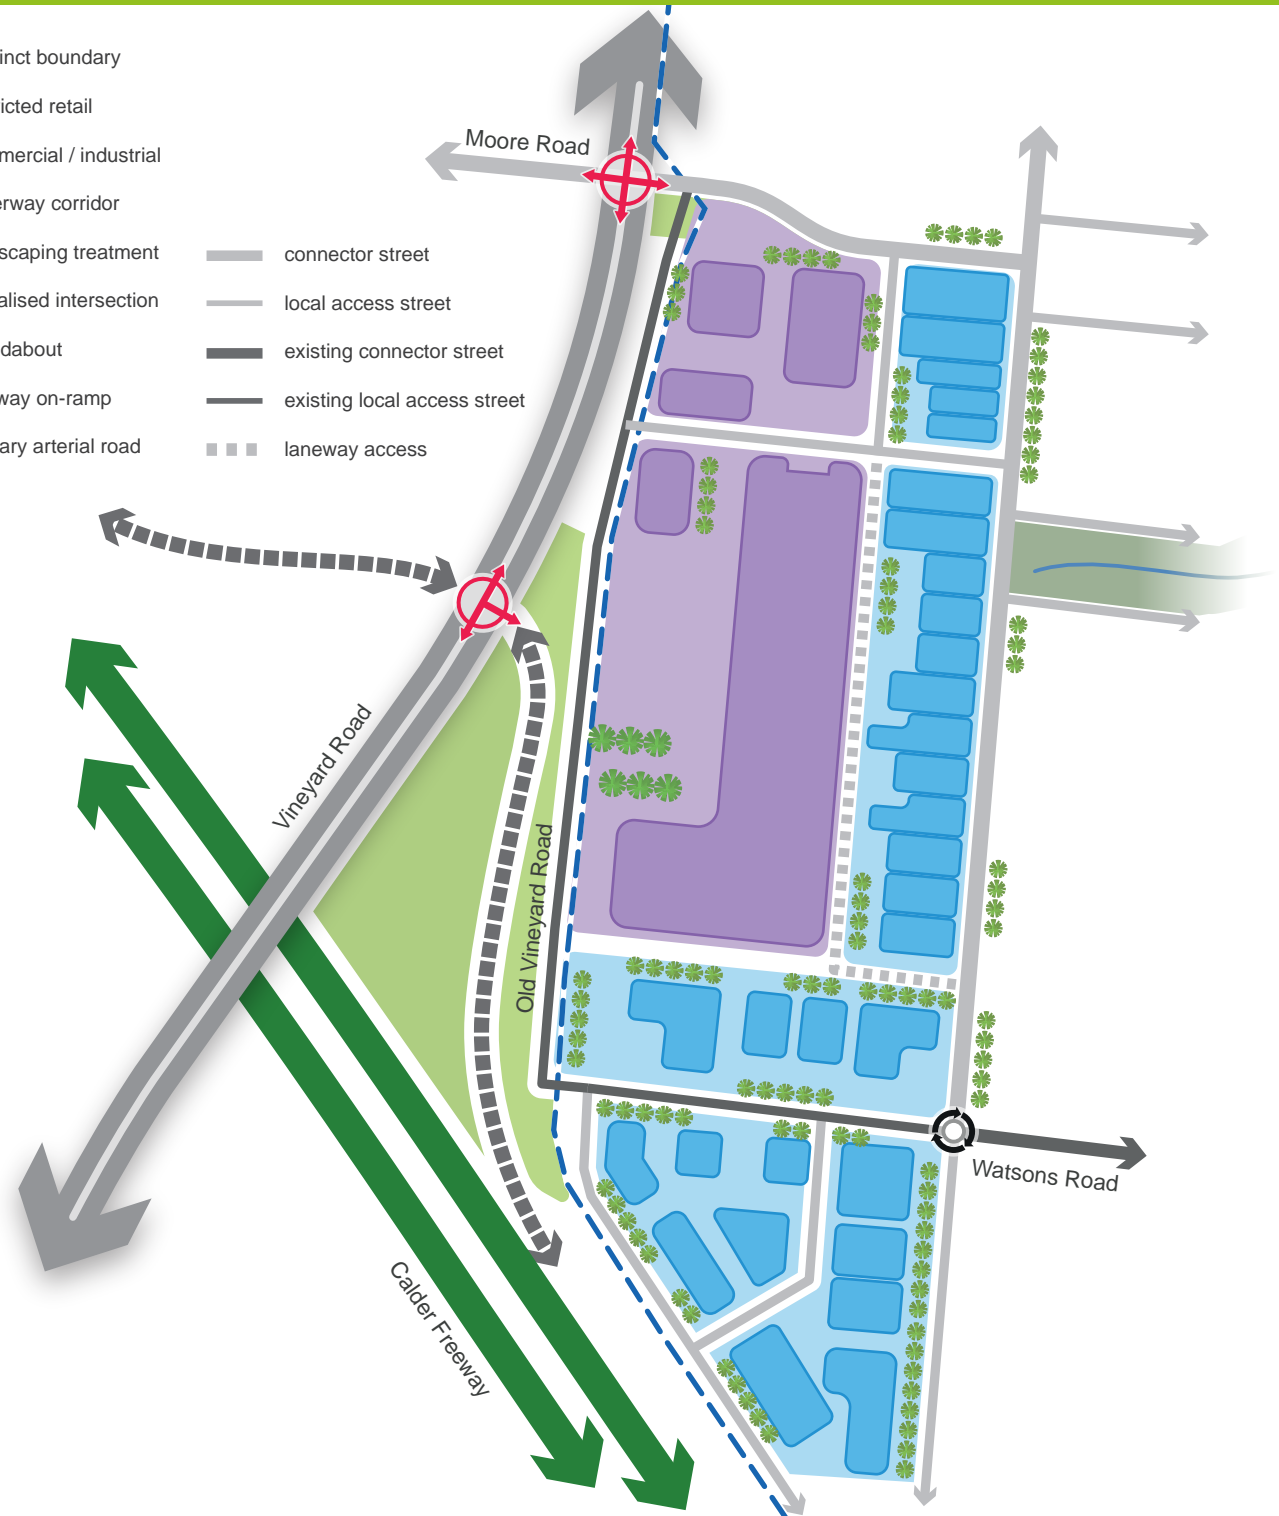 inct boundary
icted retail
mercial / industrial
erway corridor
scaping treatment
alised intersection
dabout
way on-ramp
ary arterial road
connector street
local access street
existing connector street
existing local access street
laneway access
Moore Road
Vineyard Road
Old Vineyard Road
Watsons Road
Calder Freeway